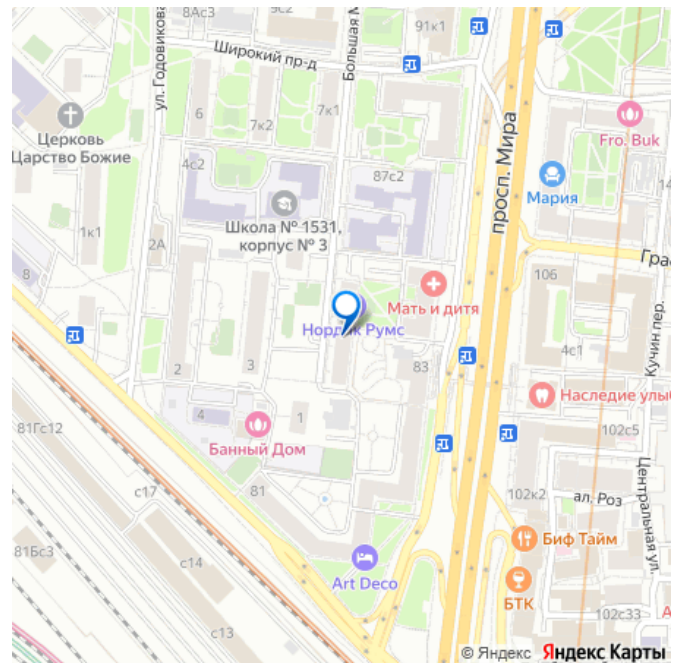 8Ас3
9с2
91к1
Широкий пр-д
Большая М
ул. Годовикова
6
7к2
7к1
Церковь
Царство Божие
4с2
87с2
Школа № 1531,
корпус № 3
просп. Мира
Fro. Buk
Мария
14
1к1
2А
8
Гра
106
Мать и дитя
Нордик Румс
83
Кучин пер.
4с1
2
3
4
1
Наследие улыб
81Гс12
Банный Дом
102с5
81
с17
102к2
ал. Роз
Центральная ул.
81Бс3
с14
Биф Тайм
Art Deco
БТК
102с33
А
с13
© Яндекс Яндекс Карты